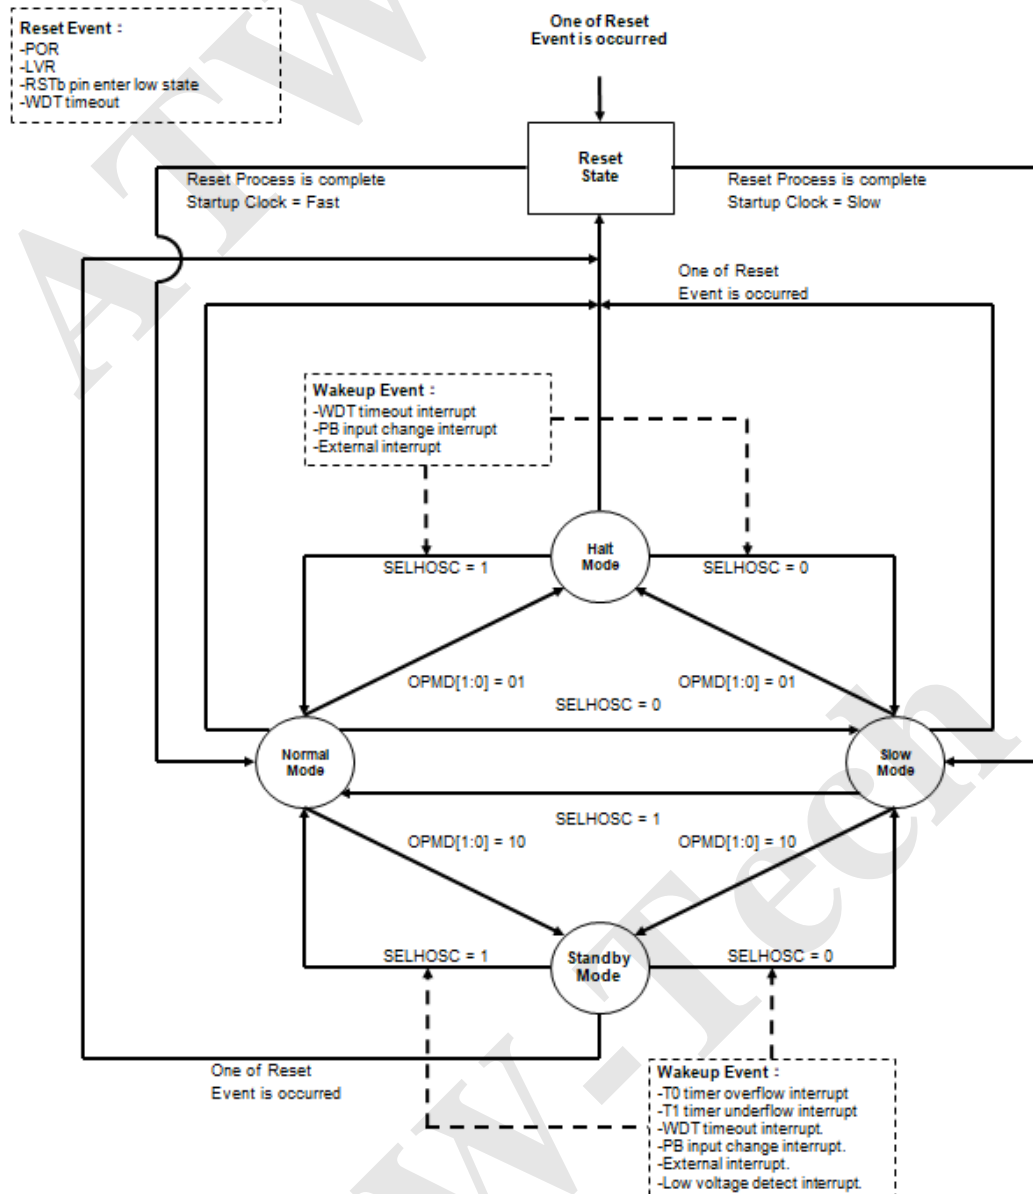 Reset Event :
-POR
-LVR
-RSTb pin enter low state
-WDT timeout
One of Reset
Event is occurred
Reset
State
Reset Process is complete
Startup Clock = Fast
Reset Process is complete
Startup Clock = Slow
One of Reset
Event is occurred
Wakeup Event :
-WDT timeout interrupt
-PB input change interrupt
-External interrupt
Halt
Mode
SELHOSC = 1
SELHOSC = 0
OPMD[1:0] = 01
OPMD[1:0] = 01
SELHOSC = 0
Normal
Mode
Slow
Mode
SELHOSC = 1
OPMD[1:0] = 10
OPMD[1:0] = 10
SELHOSC = 1
Standby
Mode
SELHOSC = 0
One of Reset
Event is occurred
Wakeup Event :
-T0 timer overflow interrupt
-T1 timer underflow interrupt
-WDT timeout interrupt.
-PB input change interrupt.
-External interrupt.
-Low voltage detect interrupt.
ATW
W-Tech